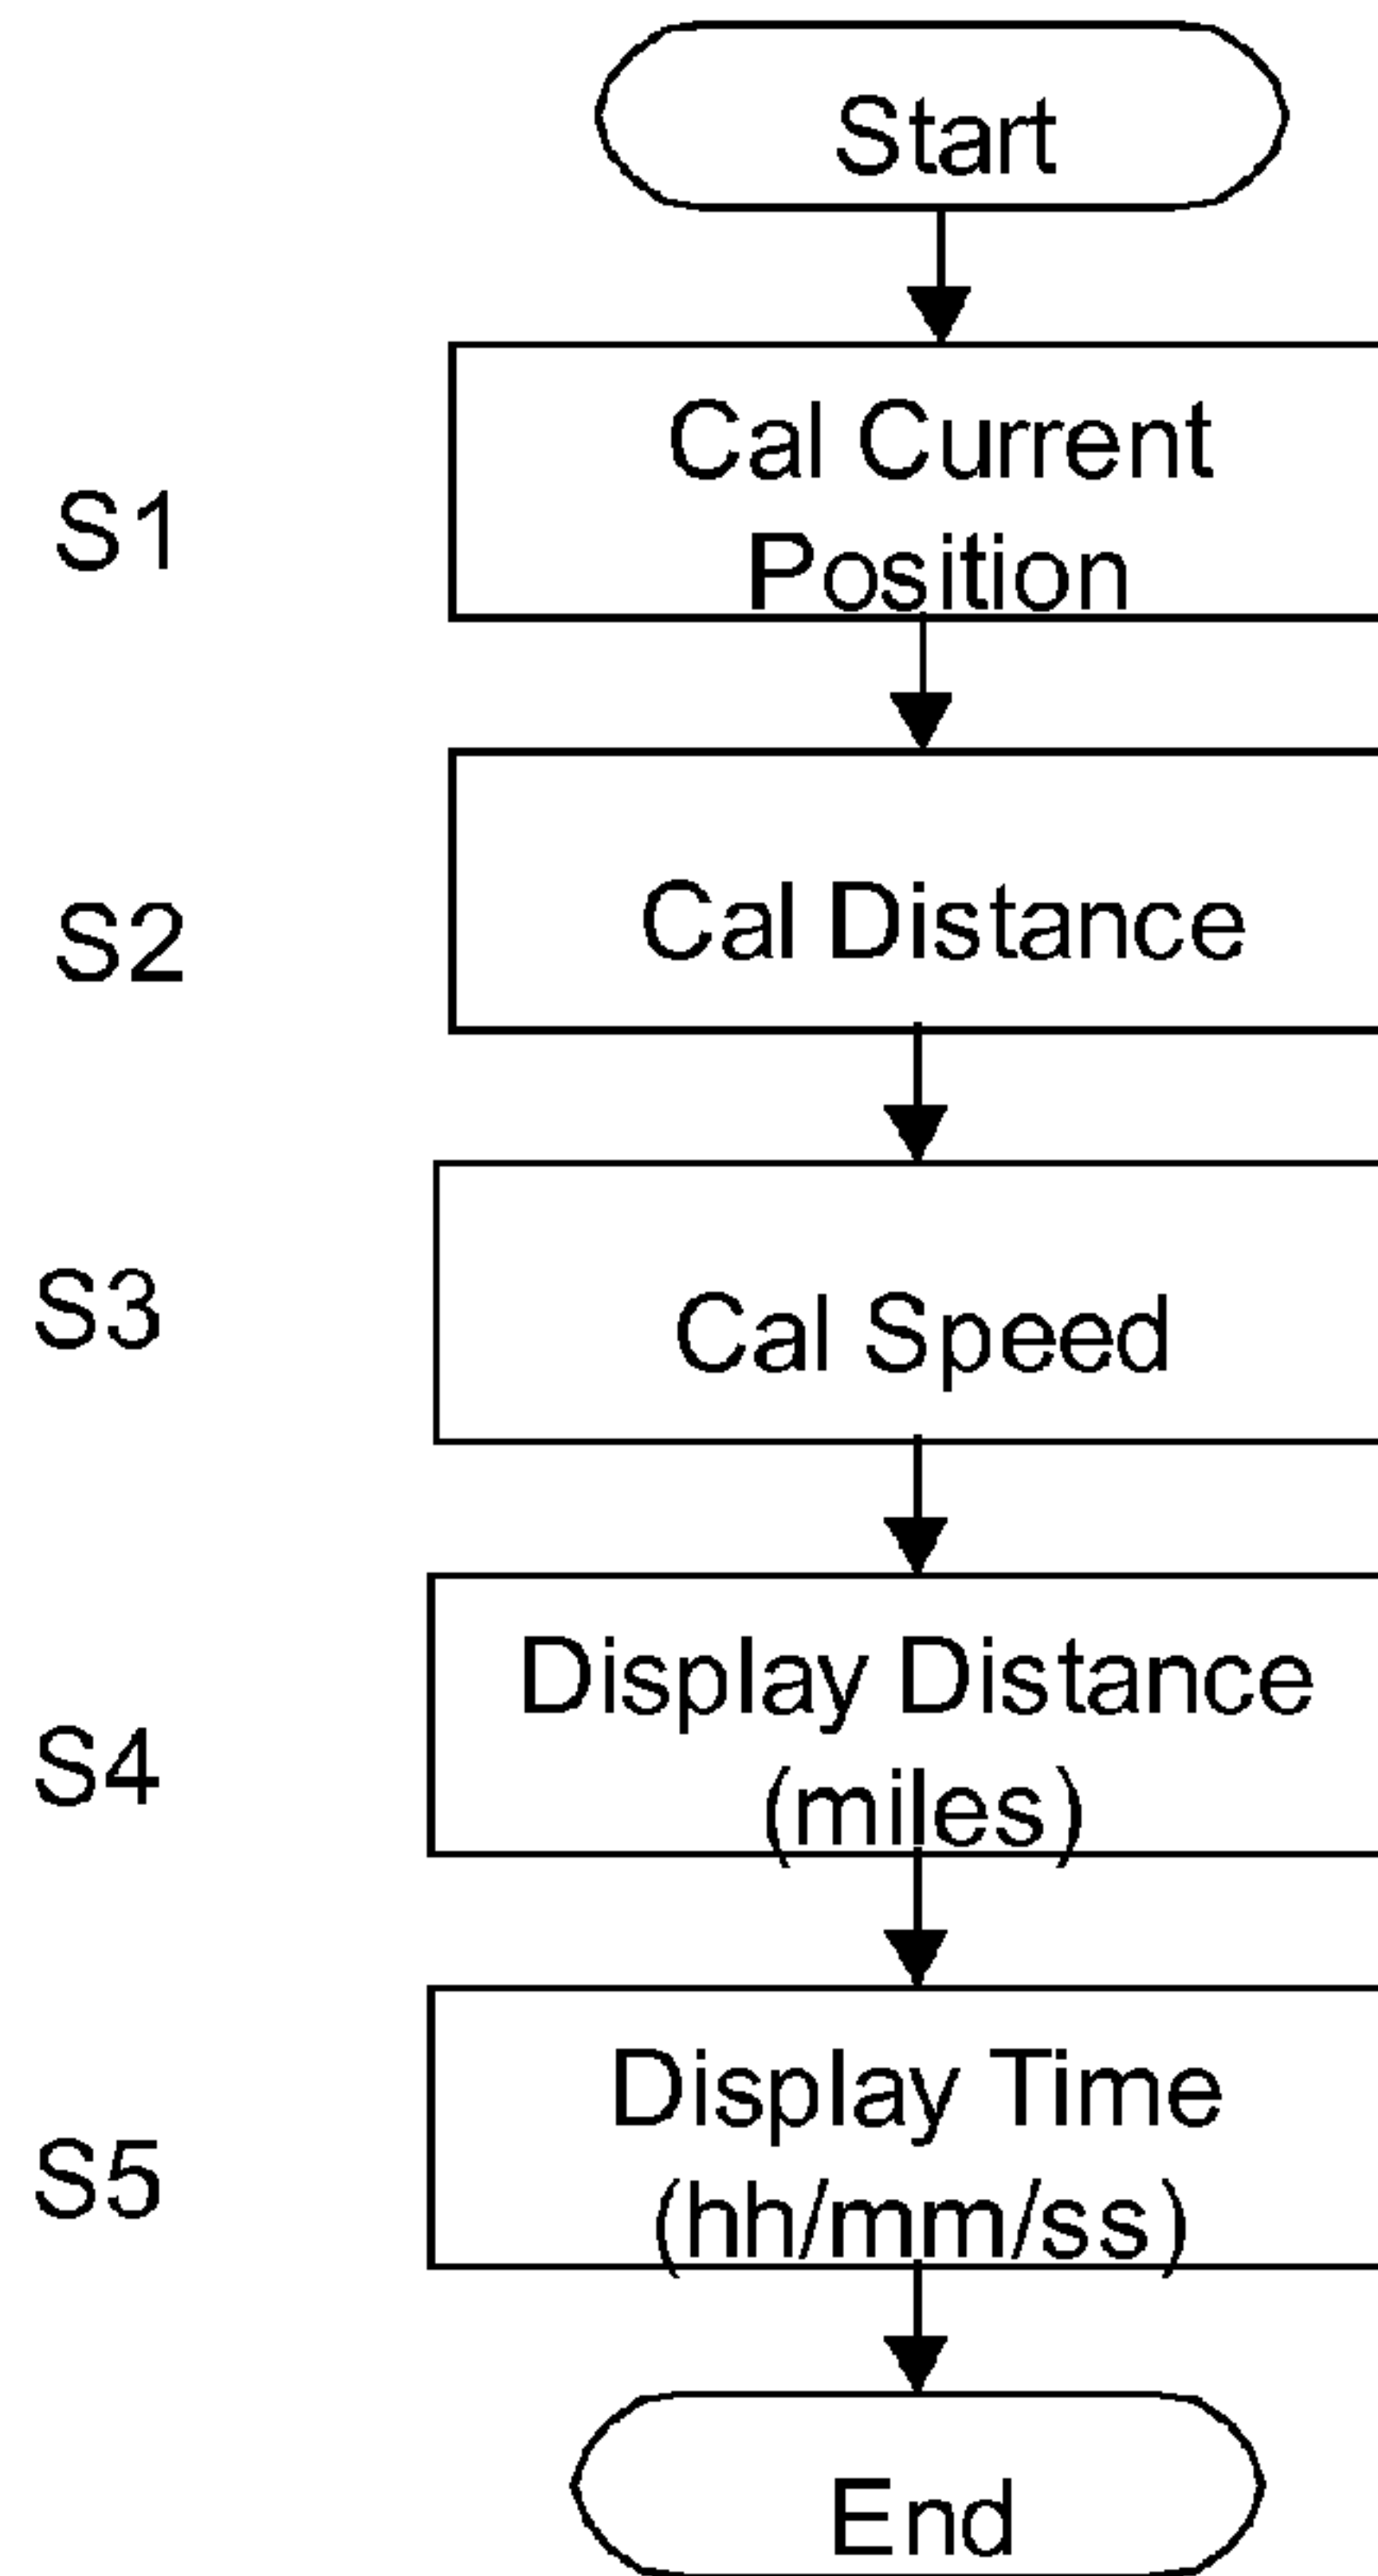 Start
S1
Cal Current
Position
S2
Cal Distance
S3
Cal Speed
S4
Display Distance
(miles)
S5
Display Time
(hh/mm/ss)
End